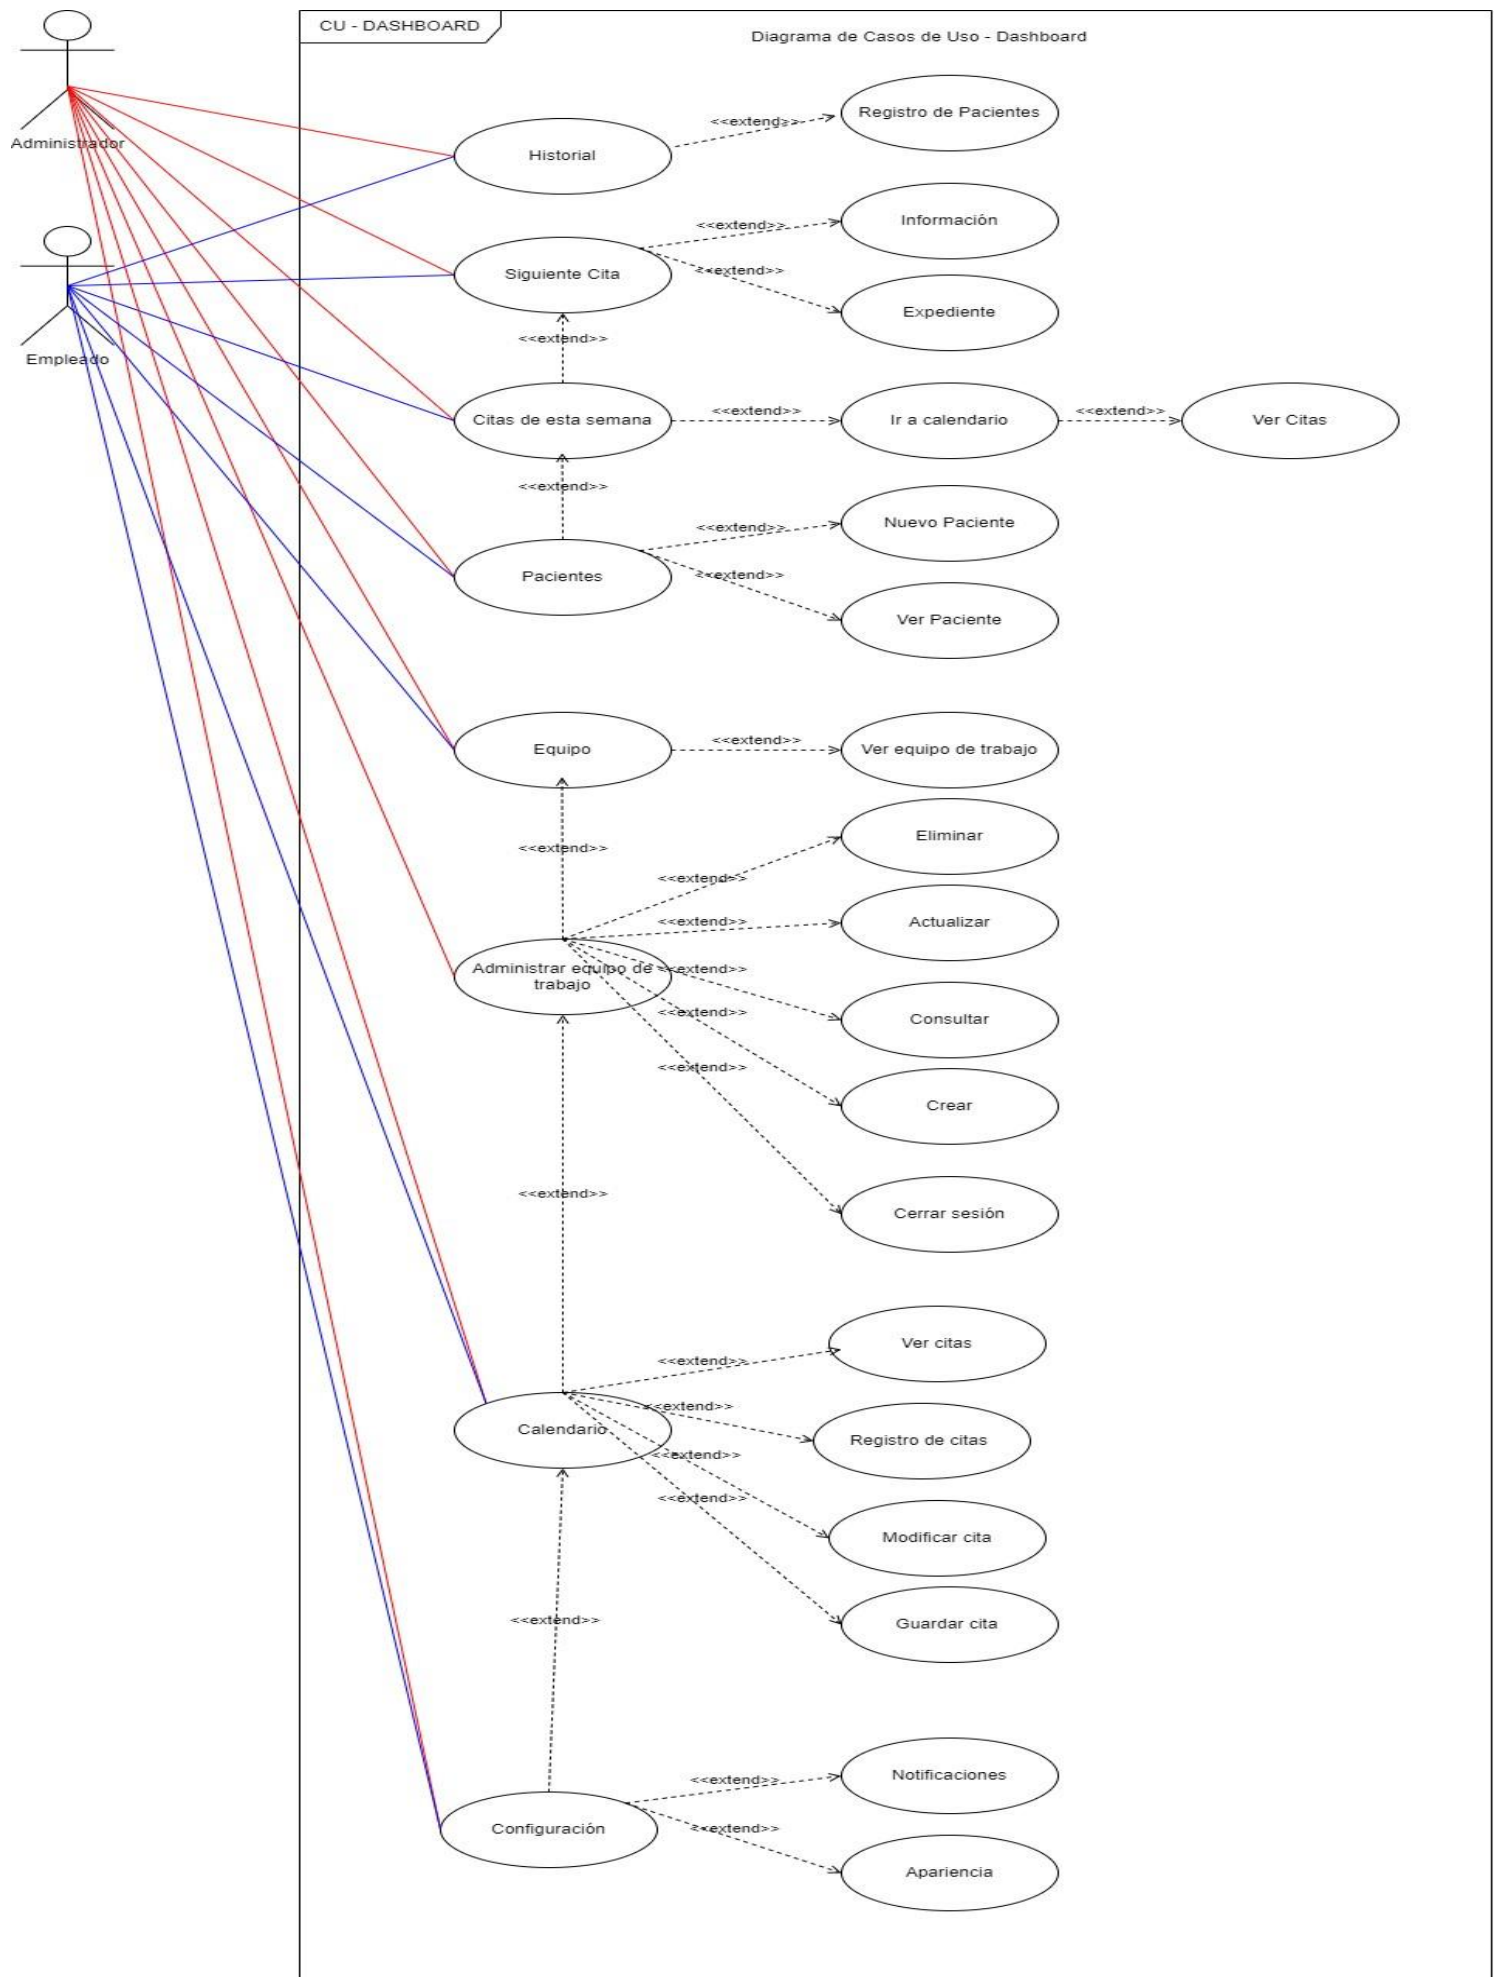 CU - DASHBOARD
Diagrama de Casos de Uso - Dashboard
Administrador
Empleado
Historial
<<extend>>
Registro de Pacientes
Siguiente Cita
<<extend>>
Información
<<extend>>
Expediente
<<extend>>
Citas de esta semana
<<extend>>
Ir a calendario
<<extend>>
Ver Citas
<<extend>>
Pacientes
<<extend>>
Nuevo Paciente
<<extend>>
Ver Paciente
Equipo
<<extend>>
Ver equipo de trabajo
<<extend>>
Administrar equipo de
trabajo
<<extend>>
Eliminar
<<extend>>
Actualizar
<<extend>>
Consultar
<<extend>>
Crear
<<extend>>
Cerrar sesión
<<extend>>
Calendario
<<extend>>
Ver citas
<<extend>>
Registro de citas
<<extend>>
Modificar cita
<<extend>>
Guardar cita
<<extend>>
Configuración
<<extend>>
Notificaciones
<<extend>>
Apariencia